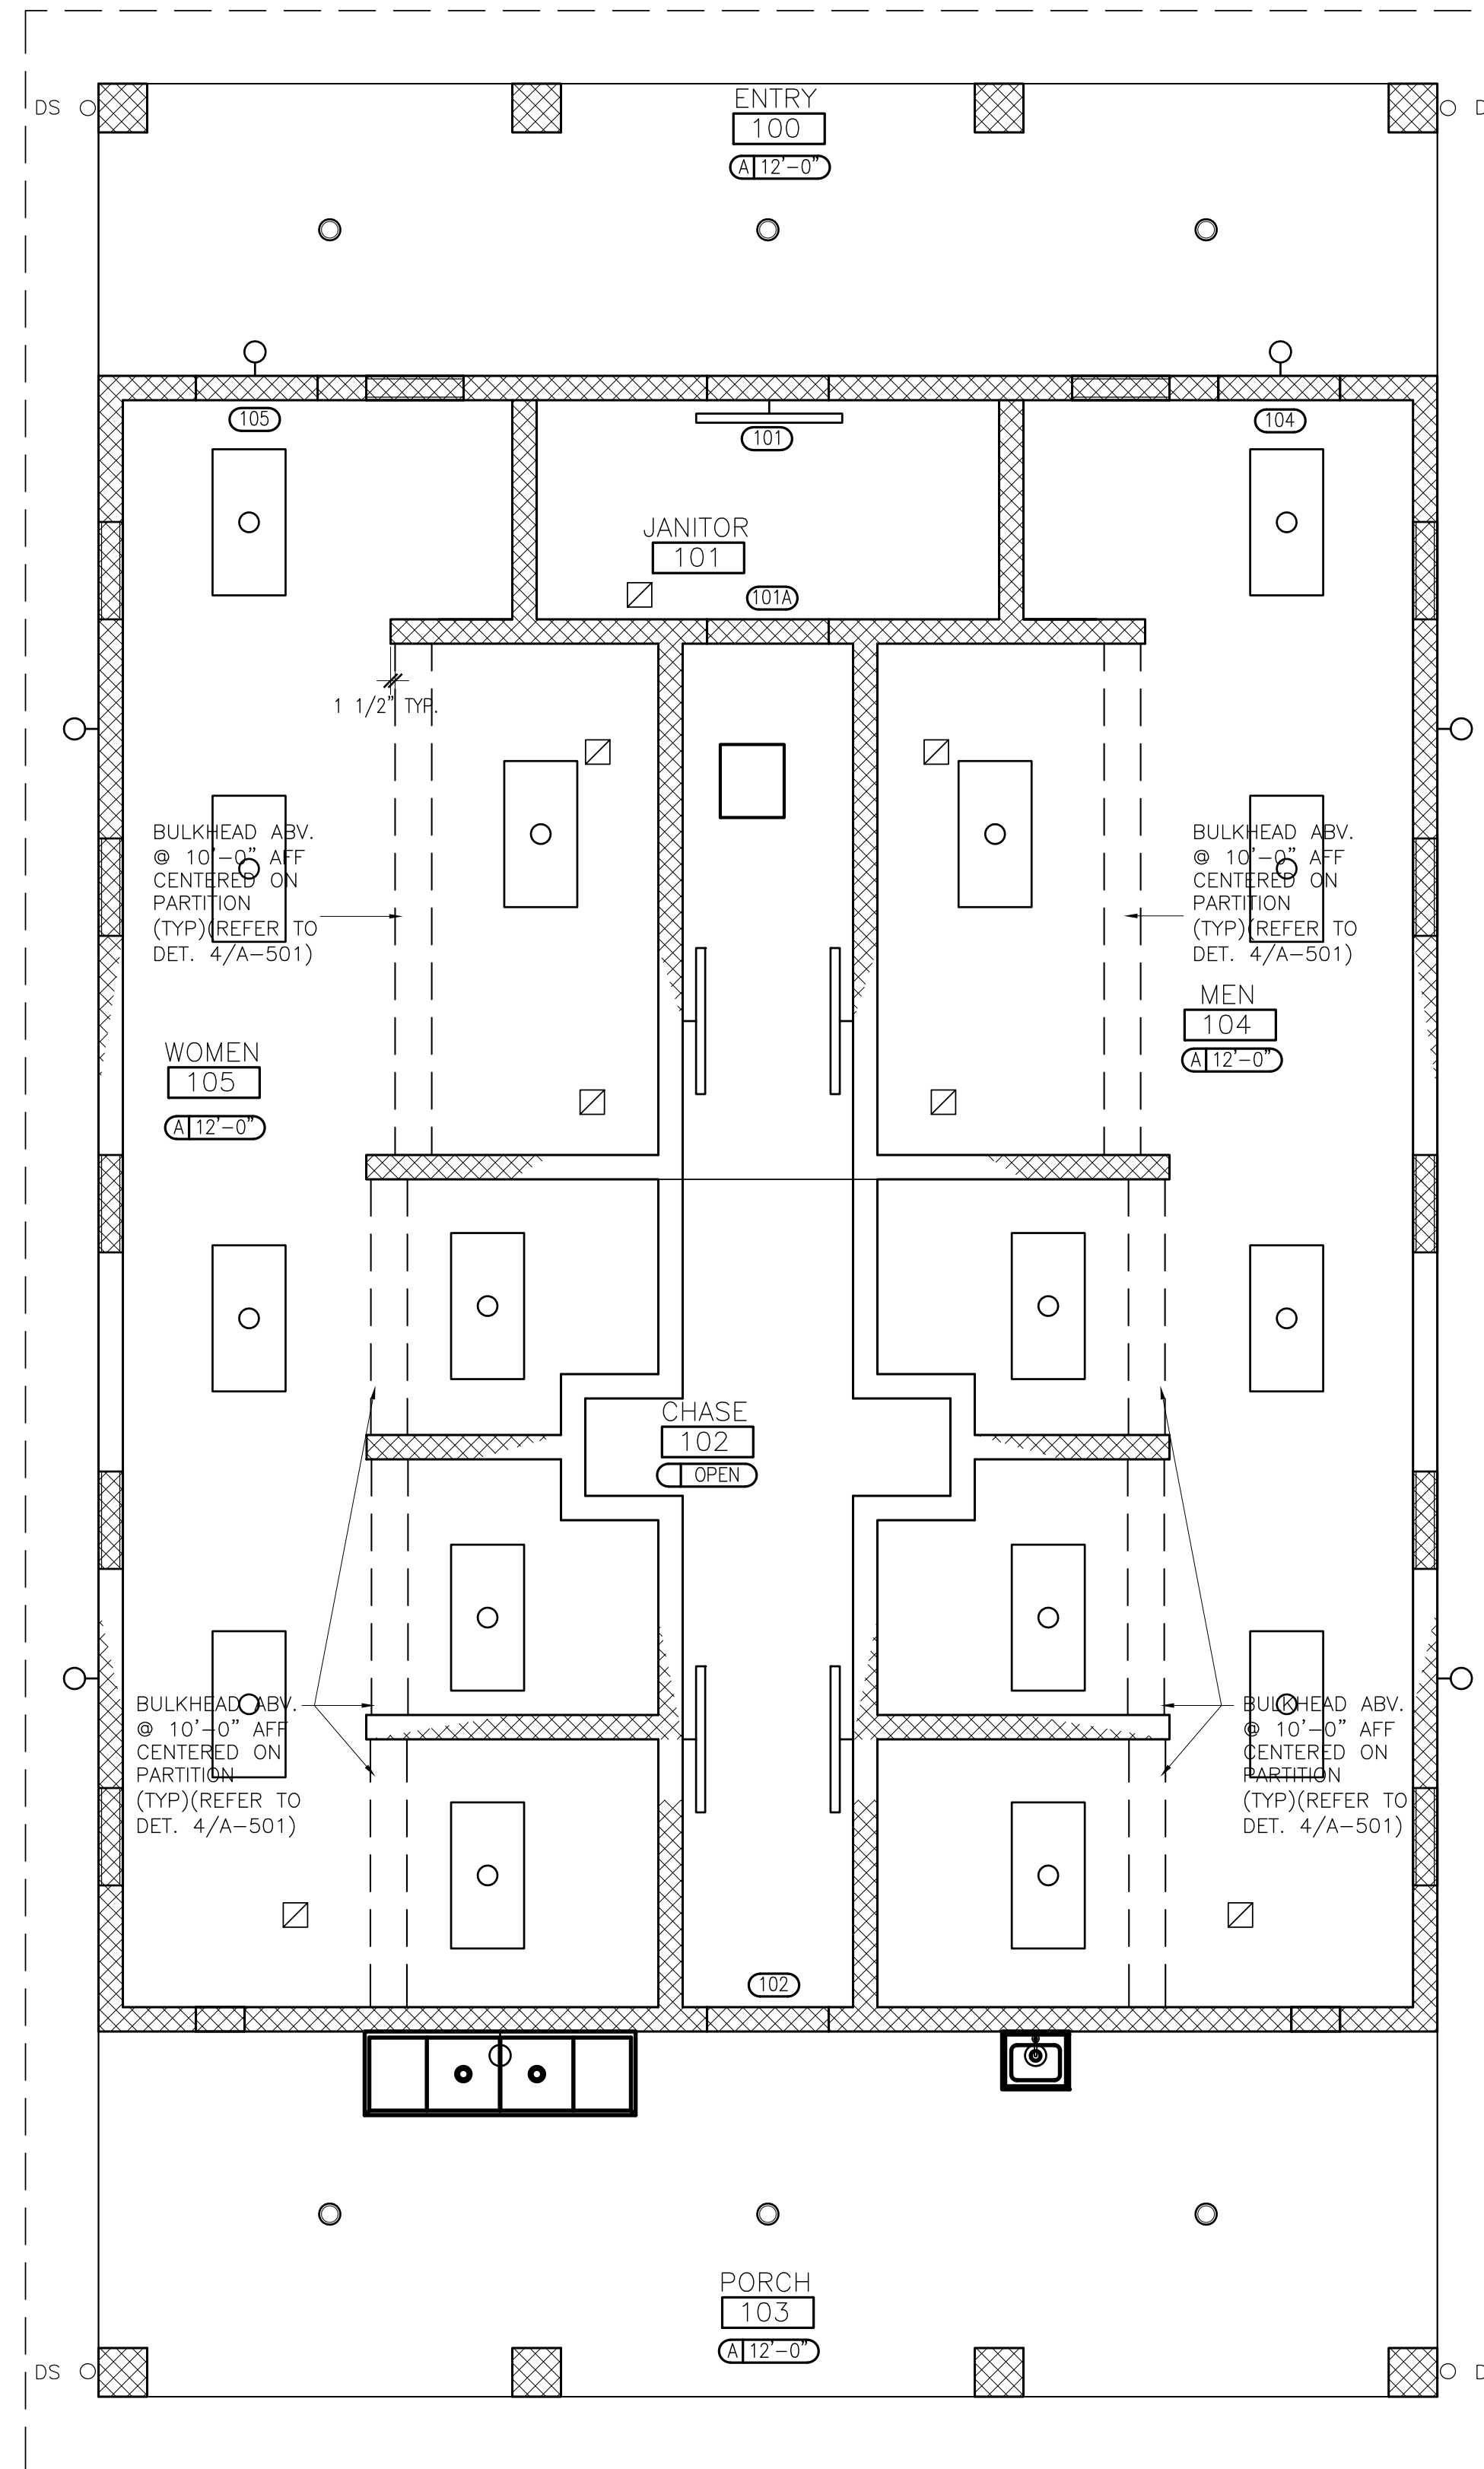 DS
ENTRY
100
A 12'-0"
D
105
101
104
JANITOR
101
101A
1 1/2" TYP.
BULKHEAD ABV.
@ 10'-0" AFF
CENTERED ON
PARTITION
(TYP)(REFER TO
DET. 4/A-501)
BULKHEAD ABV.
@ 10'-0" AFF
CENTERED ON
PARTITION
(TYP)(REFER TO
DET. 4/A-501)
MEN
104
A 12'-0"
WOMEN
105
A 12'-0"
CHASE
102
OPEN
BULKHEAD ABV.
@ 10'-0" AFF
CENTERED ON
PARTITION
(TYP)(REFER TO
DET. 4/A-501)
BULKHEAD ABV.
@ 10'-0" AFF
CENTERED ON
PARTITION
(TYP)(REFER TO
DET. 4/A-501)
102
PORCH
103
A 12'-0"
DS
D